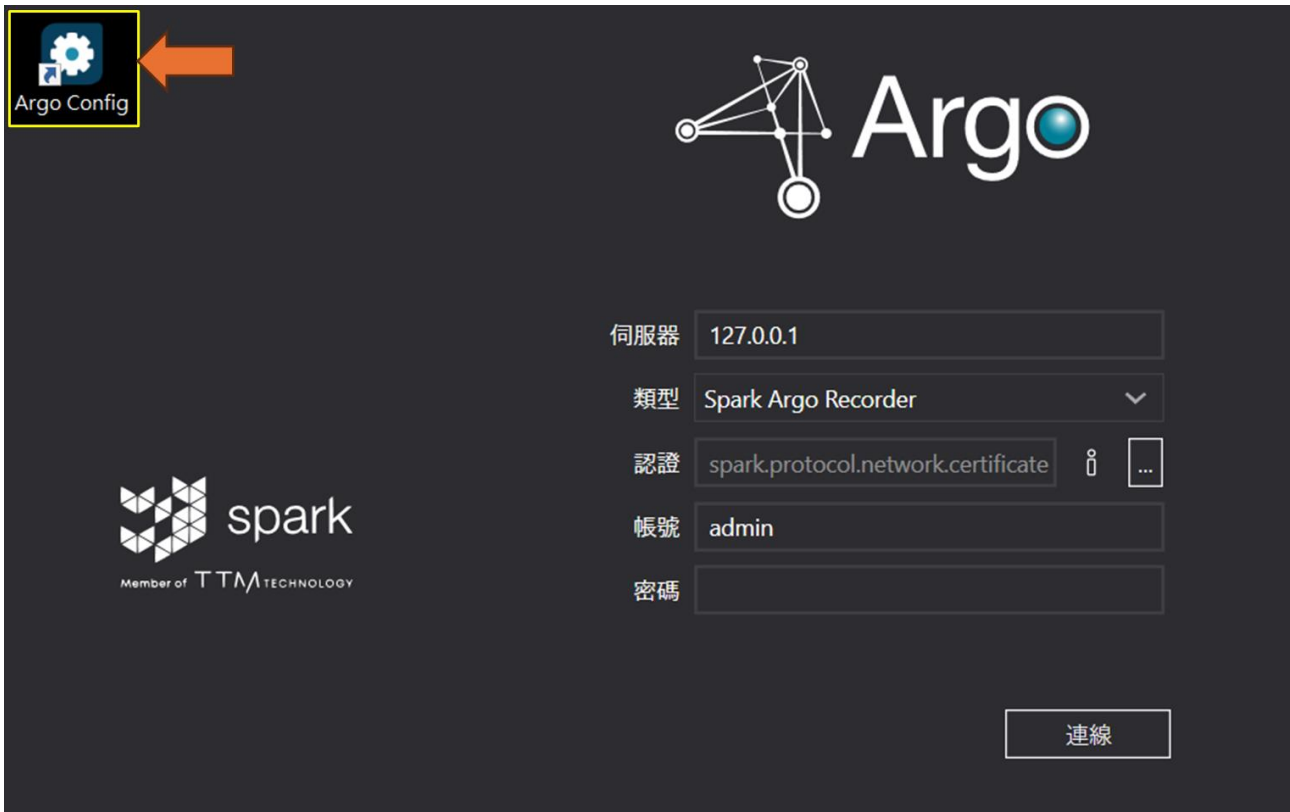 Argo Config
Argo
伺服器 127.0.0.1
類型 Spark Argo Recorder
認證 spark.protocol.network.certificate ...
spark
帳號 admin
Member of TTM TECHNOLOGY
密碼
連線